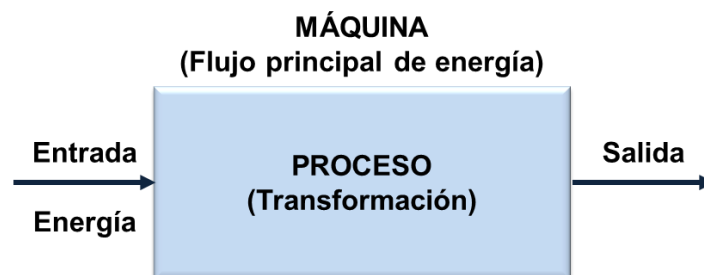 MÁQUINA
(Flujo principal de energía)
Entrada
Energía
PROCESO
(Transformación)
Salida